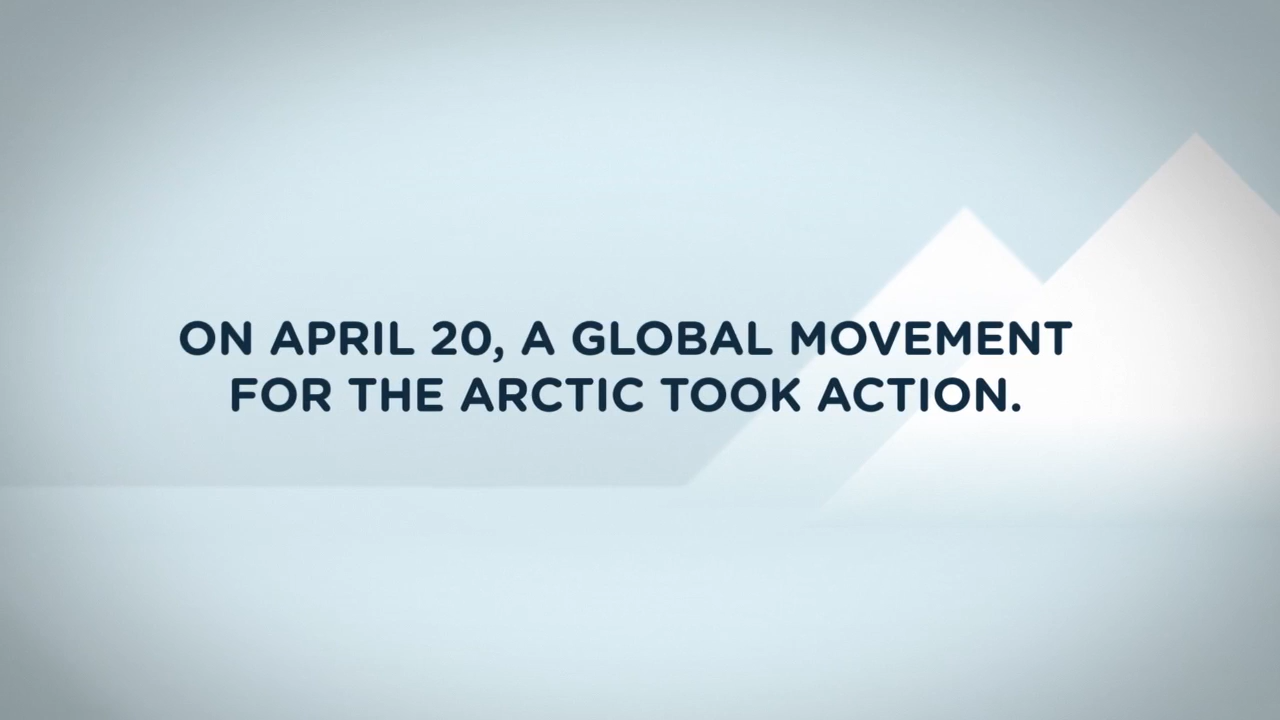 ON APRIL 20, A GLOBAL MOVEMENT
FOR THE ARCTIC TOOK ACTION.